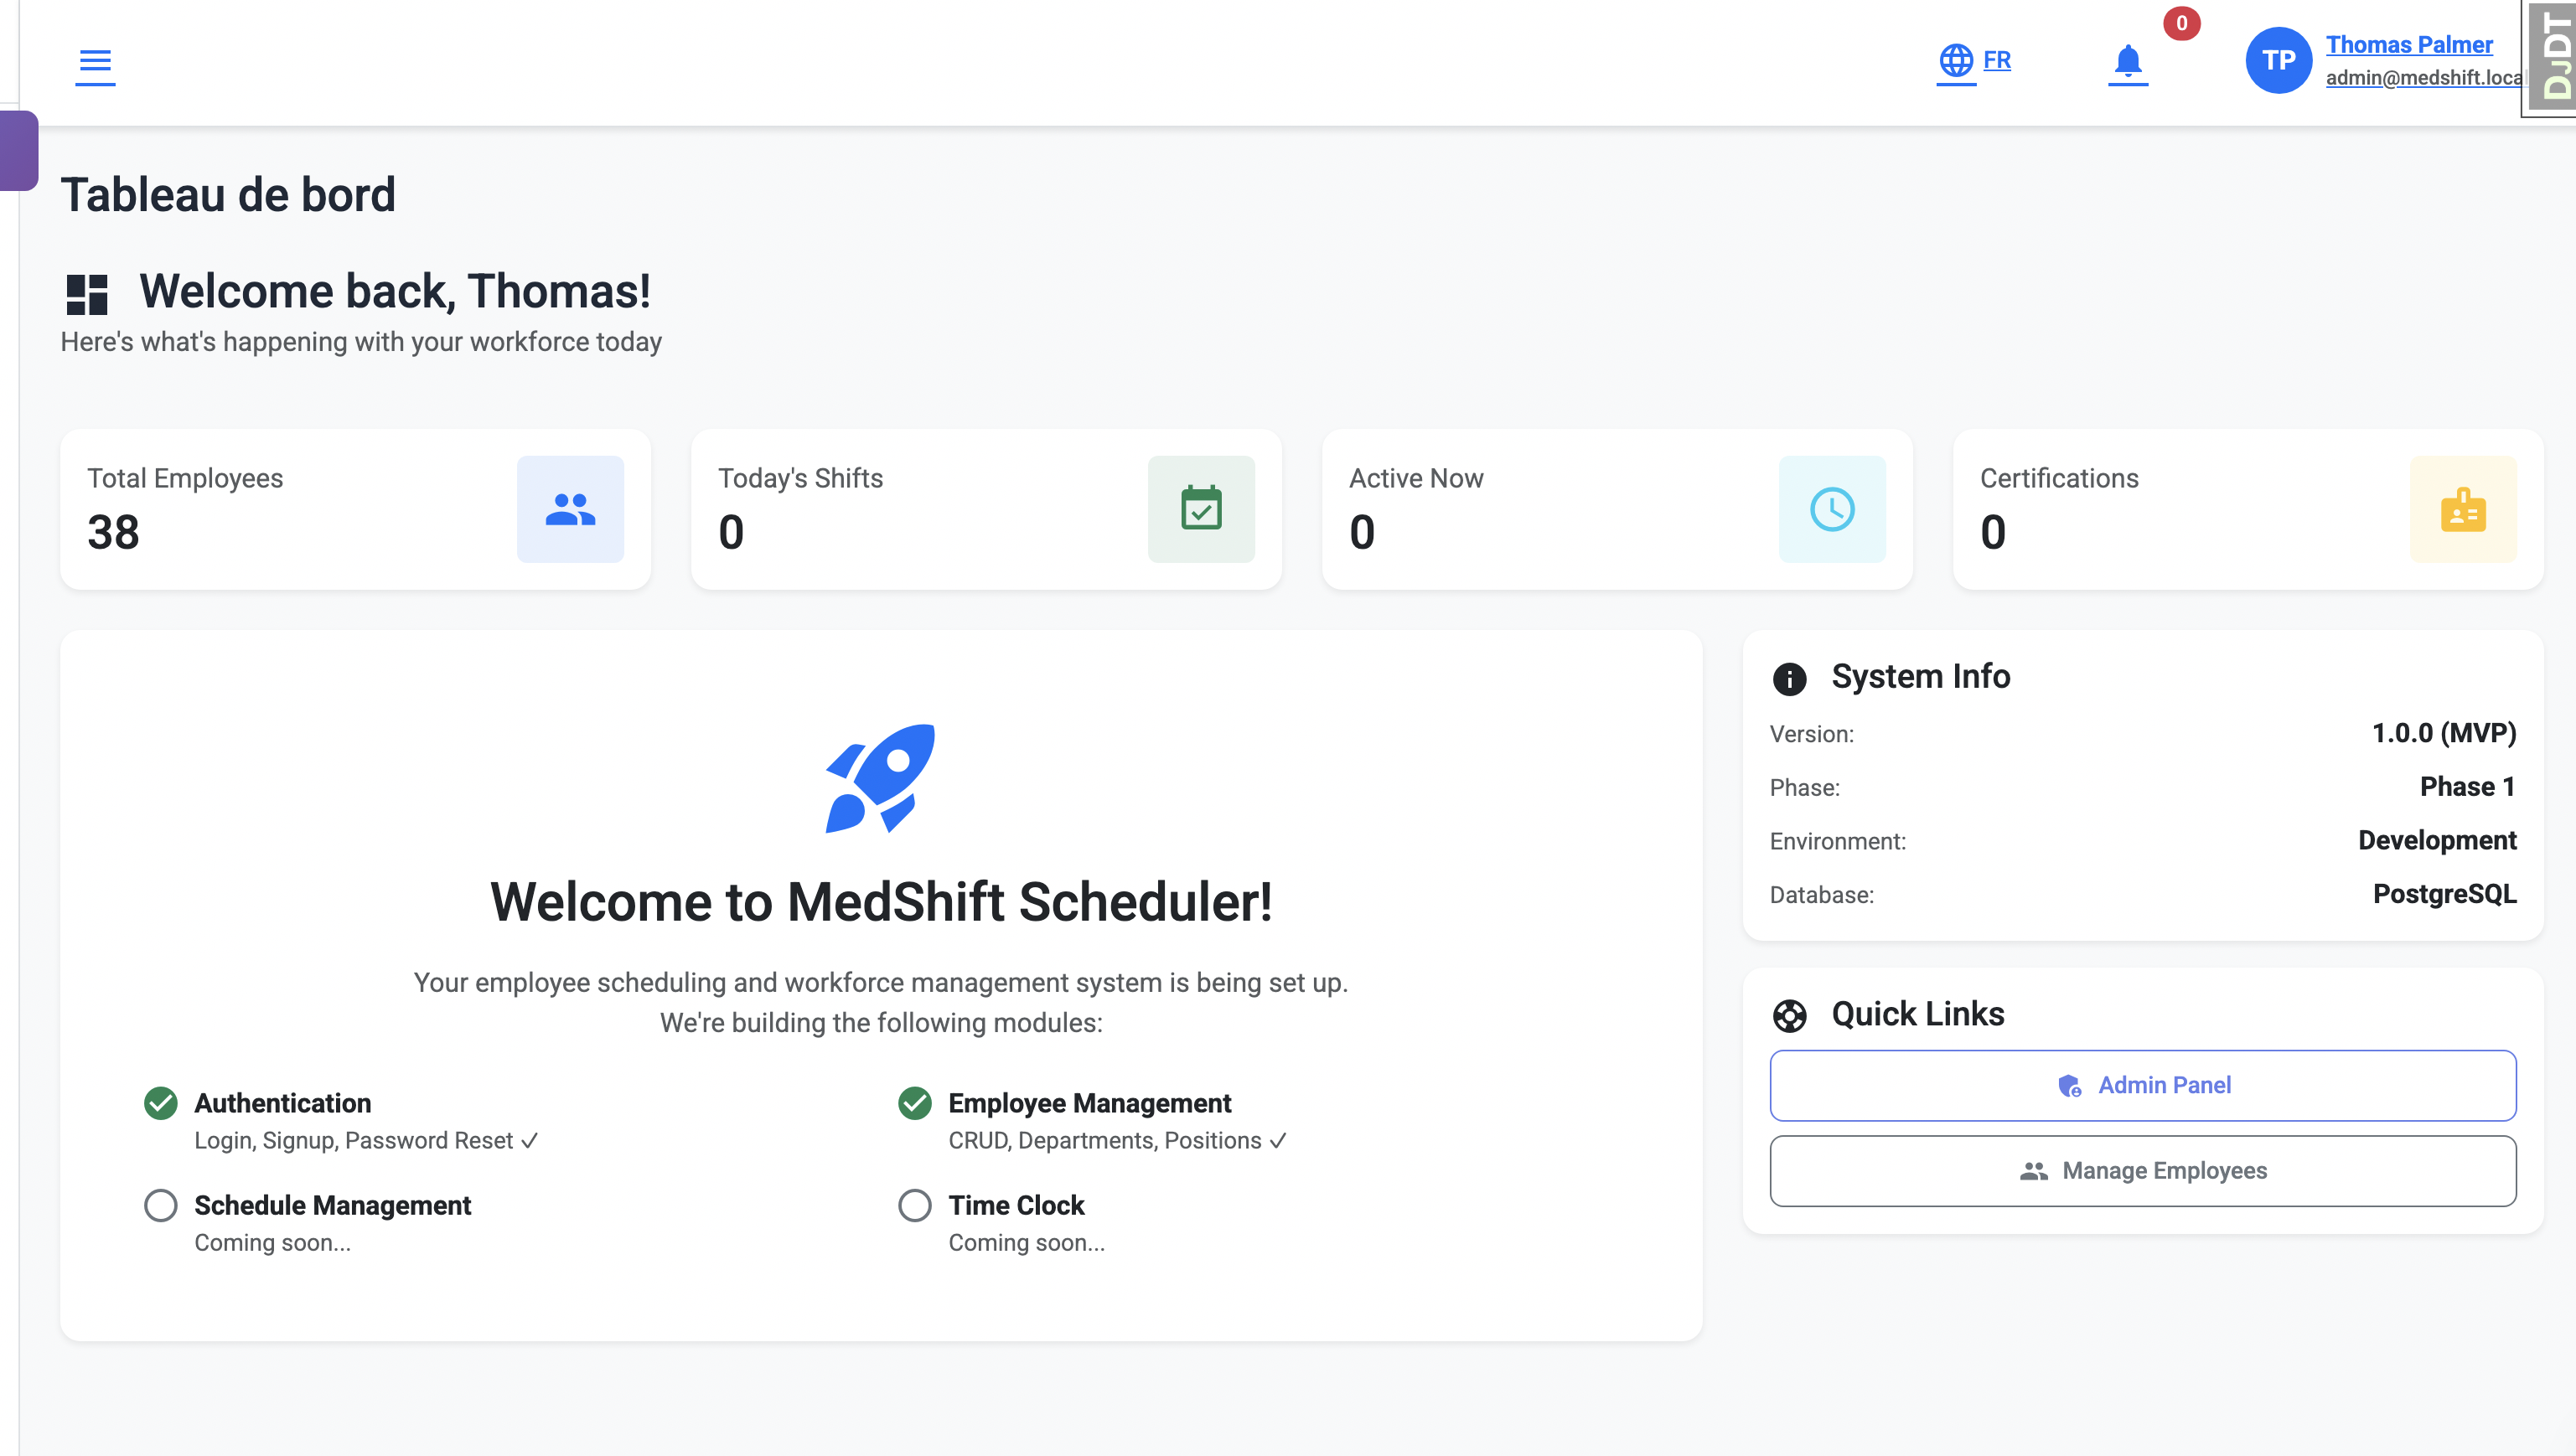 FR
0
TP
Thomas Palmer
admin@medshift.loca
DJDT
Tableau de bord
Welcome back, Thomas!
Here's what's happening with your workforce today
Total Employees
38
Today's Shifts
0
Active Now
0
Certifications
0
Welcome to MedShift Scheduler!
Your employee scheduling and workforce management system is being set up.
We're building the following modules:
Authentication
Login, Signup, Password Reset ✓
Employee Management
CRUD, Departments, Positions ✓
Schedule Management
Coming soon...
Time Clock
Coming soon...
System Info
Version: 1.0.0 (MVP)
Phase: Phase 1
Environment: Development
Database: PostgreSQL
Quick Links
Admin Panel
Manage Employees